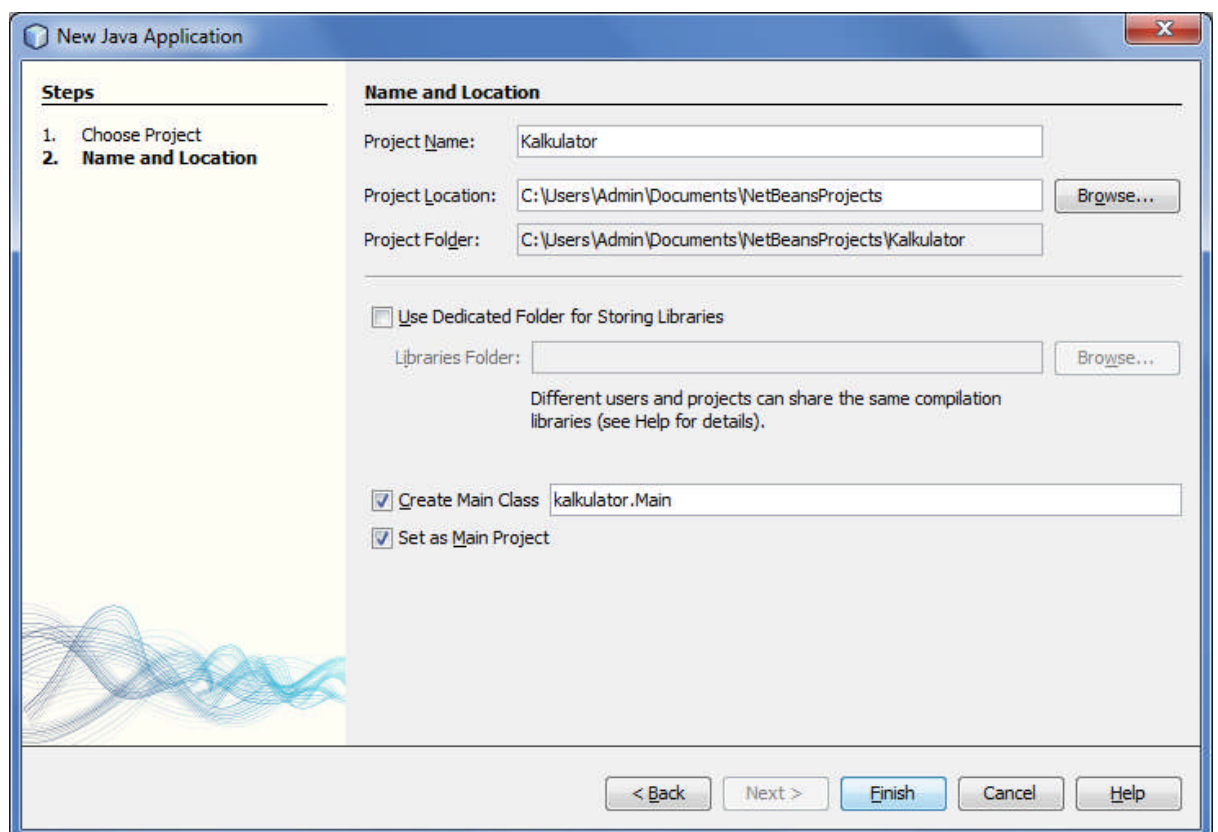 New Java Application
Steps
1. Choose Project
2. Name and Location
Name and Location
Project Name: Kalkulator
Project Location: C:\Users\Admin\Documents\NetBeansProjects Browse...
Project Folder: C:\Users\Admin\Documents\NetBeansProjects\Kalkulator
Use Dedicated Folder for Storing Libraries
Libraries Folder: Browse...
Different users and projects can share the same compilation
libraries (see Help for details).
Create Main Class kalkulator.Main
Set as Main Project
< Back Next > Finish Cancel Help